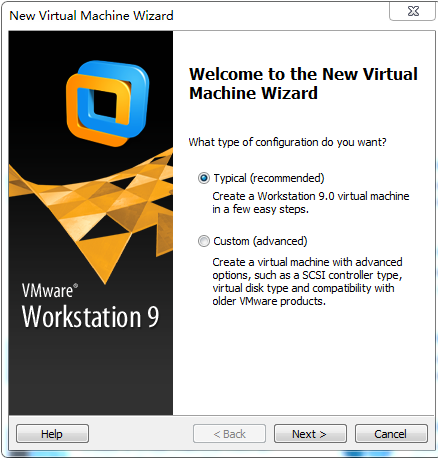 New Virtual Machine Wizard
Welcome to the New Virtual
Machine Wizard
What type of configuration do you want?
Typical (recommended)
Create a Workstation 9.0 virtual machine
in a few easy steps.
Custom (advanced)
Create a virtual machine with advanced
options, such as a SCSI controller type,
virtual disk type and compatibility with
older VMware products.
VMware®
Workstation 9
Help
< Back
Next >
Cancel